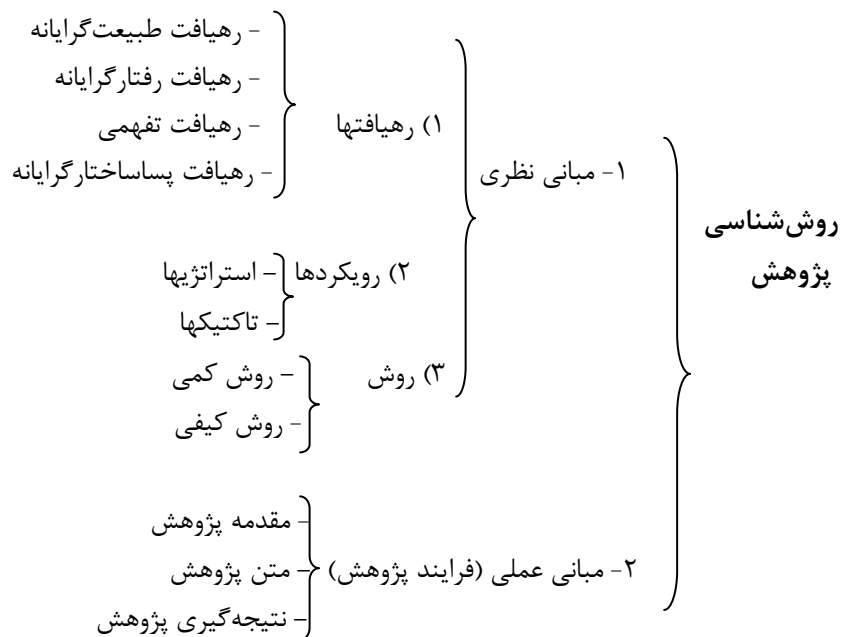 روش‌شناسی
پژوهش
۱- مبانی نظری
۱) رهیافتها
- رهیافت طبیعت‌گرایانه
- رهیافت رفتارگرایانه
- رهیافت تفهمی
- رهیافت پساساختارگرایانه
۲) رویکردها
– استراتژیها
– تاکتیکها
۳) روش
– روش کمی
- روش کیفی
۲- مبانی عملی (فرایند پژوهش)
– مقدمه پژوهش
– متن پژوهش
– نتیجه‌گیری پژوهش